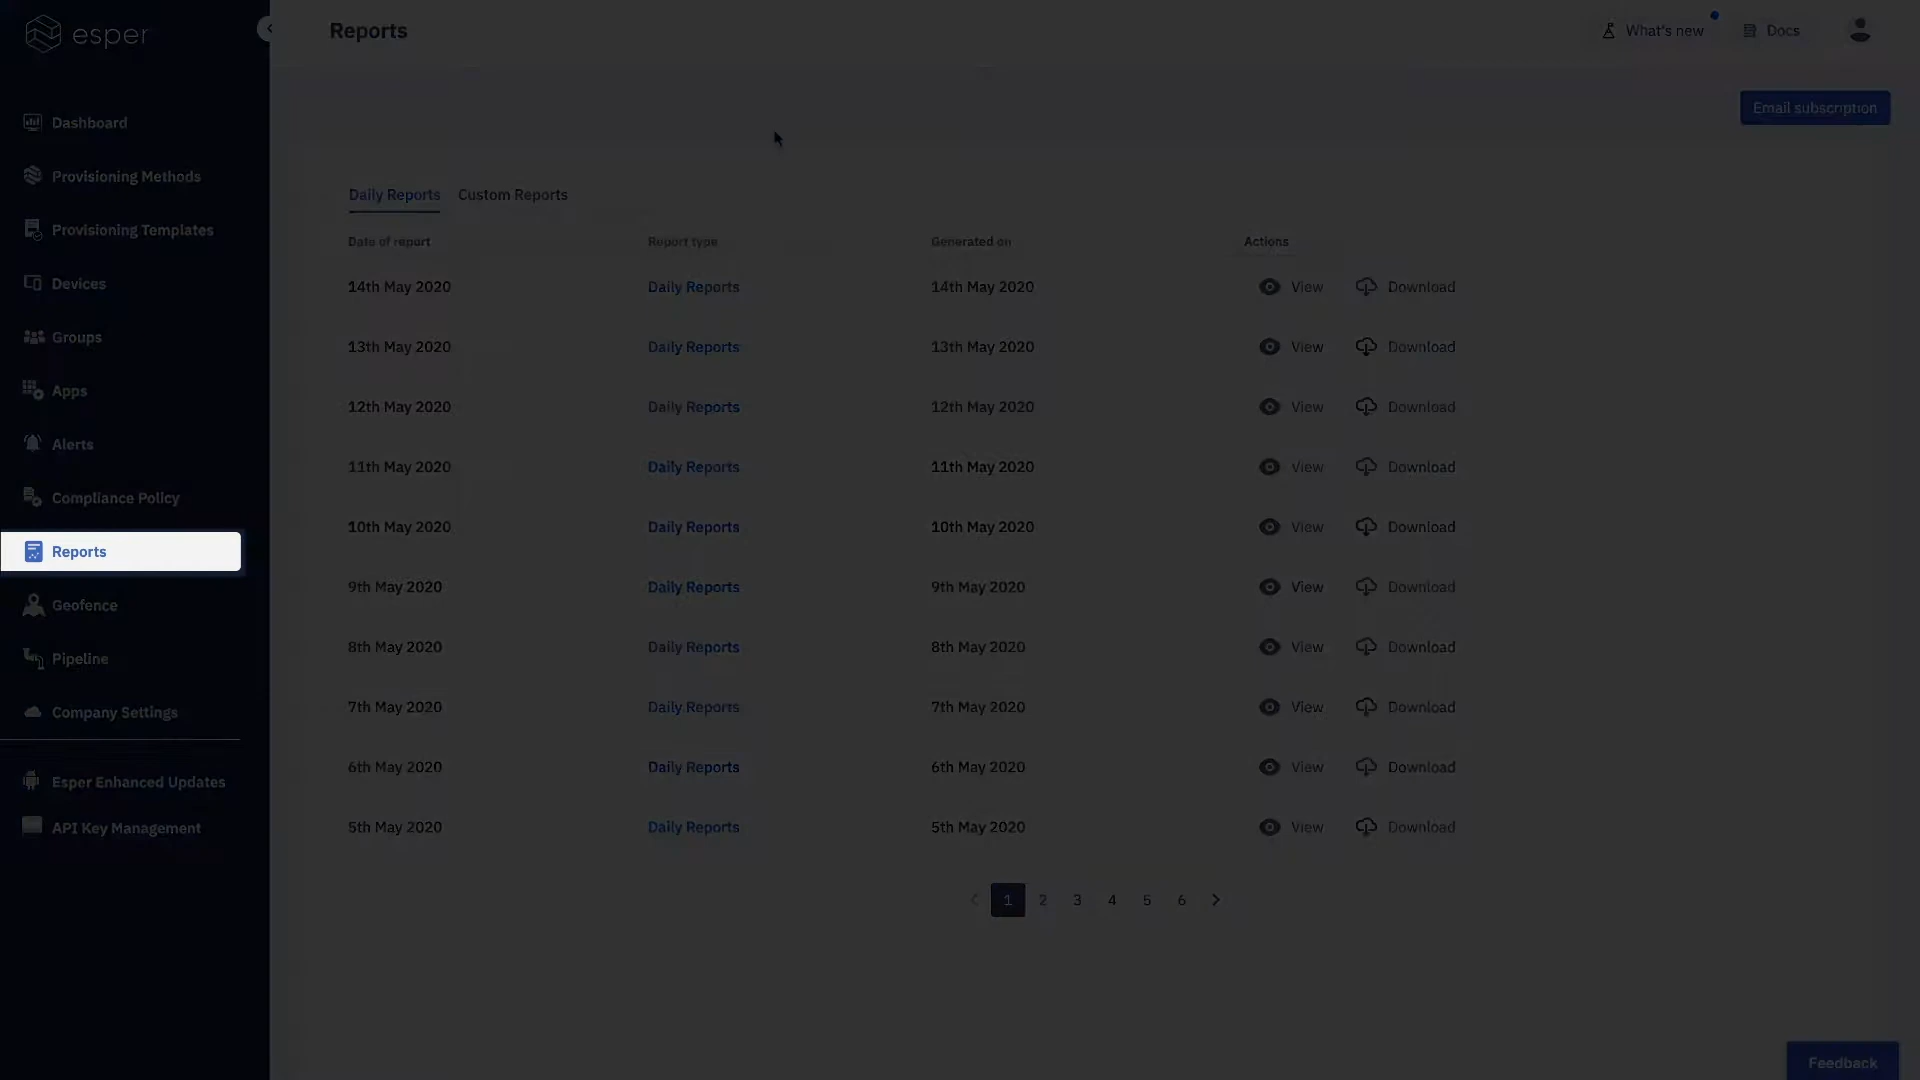 esper
Reports
What's new
Docs
Email subscription
Dashboard
Provisioning Methods
Provisioning Templates
Devices
Groups
Apps
Alerts
Compliance Policy
Reports
Geofence
Pipeline
Company Settings
Esper Enhanced Updates
API Key Management
Daily Reports Custom Reports
Date of report Report type Generated on Actions
14th May 2020 Daily Reports 14th May 2020 View Download
13th May 2020 Daily Reports 13th May 2020 View Download
12th May 2020 Daily Reports 12th May 2020 View Download
11th May 2020 Daily Reports 11th May 2020 View Download
10th May 2020 Daily Reports 10th May 2020 View Download
9th May 2020 Daily Reports 9th May 2020 View Download
8th May 2020 Daily Reports 8th May 2020 View Download
7th May 2020 Daily Reports 7th May 2020 View Download
6th May 2020 Daily Reports 6th May 2020 View Download
5th May 2020 Daily Reports 5th May 2020 View Download
1 2 3 4 5 6
Feedback